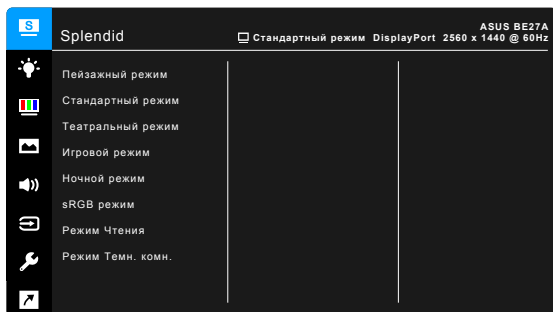 S
Splendid
Стандартный режим DisplayPort 2560 x 1440 @ 60Hz
ASUS BE27A
Пейзажный режим
Стандартный режим
Театральный режим
Игровой режим
Ночной режим
sRGB режим
Режим Чтения
Режим Темн. комн.